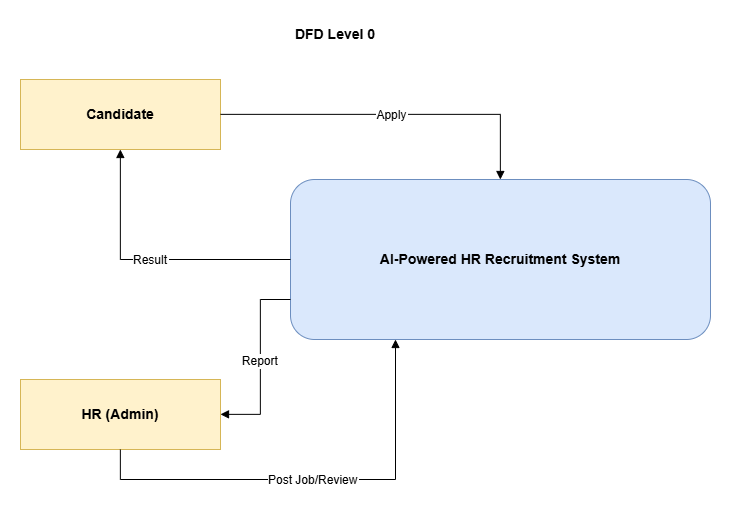 DFD Level 0
Candidate
Apply
AI-Powered HR Recruitment System
Result
Report
HR (Admin)
Post Job/Review